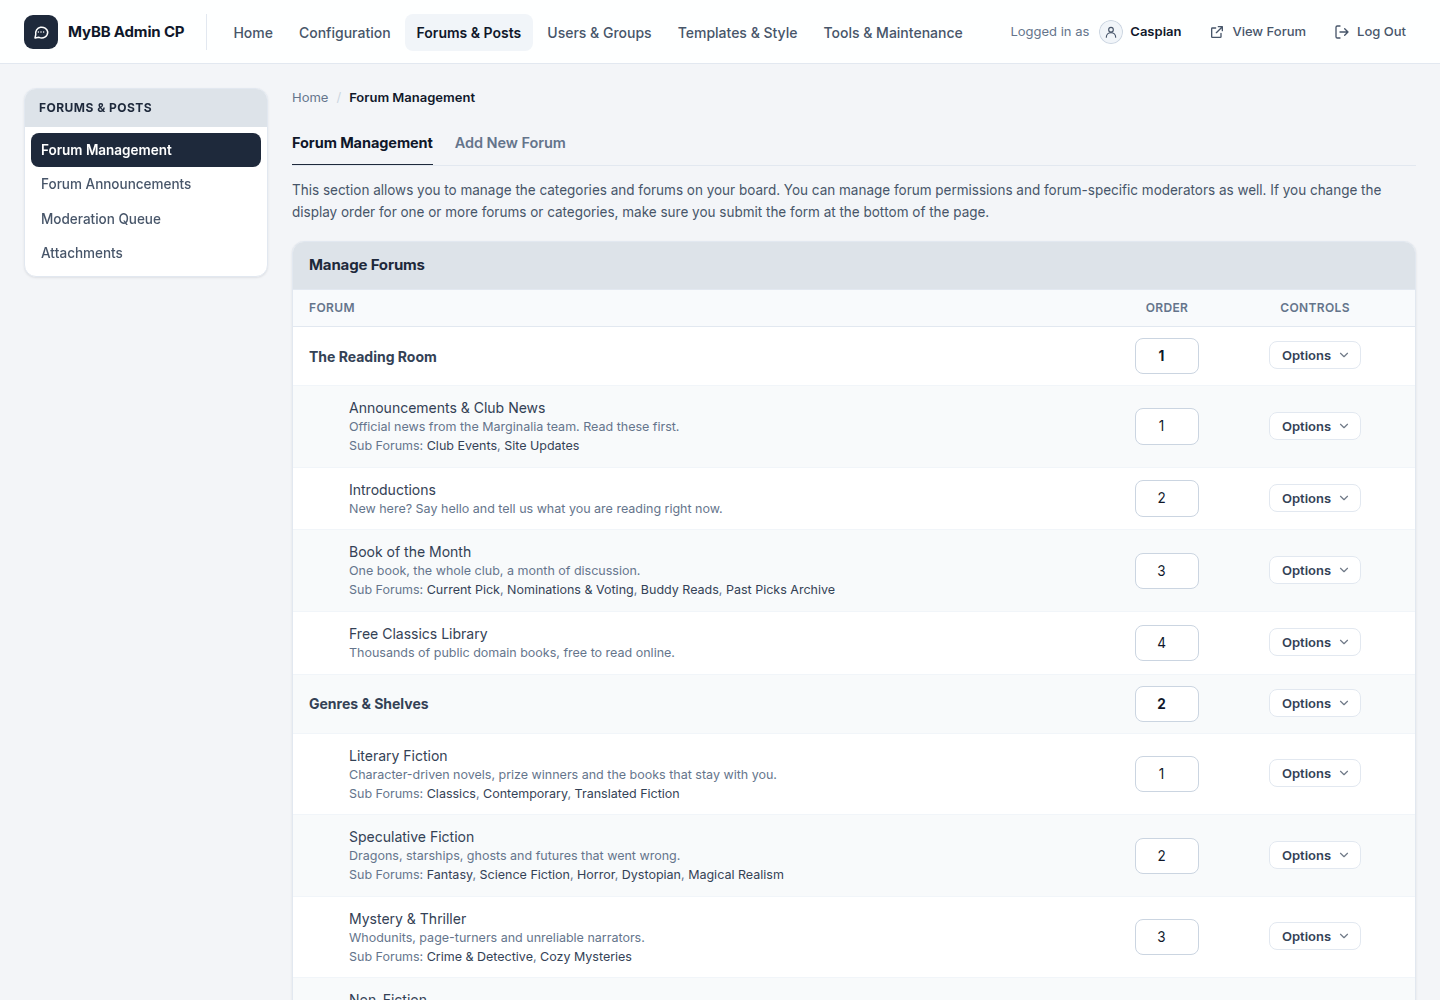 MyBB Admin CP
Home
Configuration
Forums & Posts
Users & Groups
Templates & Style
Tools & Maintenance
Logged in as
Caspian
View Forum
Log Out
FORUMS & POSTS
Forum Management
Forum Announcements
Moderation Queue
Attachments
Home / Forum Management
Forum Management
Add New Forum
This section allows you to manage the categories and forums on your board. You can manage forum permissions and forum-specific moderators as well. If you change the
display order for one or more forums or categories, make sure you submit the form at the bottom of the page.
Manage Forums
FORUM ORDER CONTROLS
The Reading Room 1 Options
Announcements & Club News
Official news from the Marginalia team. Read these first.
Sub Forums: Club Events, Site Updates
1 Options
Introductions
New here? Say hello and tell us what you are reading right now.
2 Options
Book of the Month
One book, the whole club, a month of discussion.
Sub Forums: Current Pick, Nominations & Voting, Buddy Reads, Past Picks Archive
3 Options
Free Classics Library
Thousands of public domain books, free to read online.
4 Options
Genres & Shelves 2 Options
Literary Fiction
Character-driven novels, prize winners and the books that stay with you.
Sub Forums: Classics, Contemporary, Translated Fiction
1 Options
Speculative Fiction
Dragons, starships, ghosts and futures that went wrong.
Sub Forums: Fantasy, Science Fiction, Horror, Dystopian, Magical Realism
2 Options
Mystery & Thriller
Whodunits, page-turners and unreliable narrators.
Sub Forums: Crime & Detective, Cozy Mysteries
3 Options
Non-Fiction